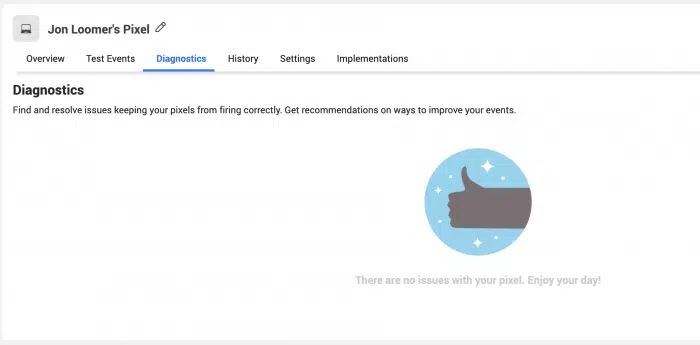 Jon Loomer's Pixel
Overview Test Events Diagnostics History Settings Implementations
Diagnostics
Find and resolve issues keeping your pixels from firing correctly. Get recommendations on ways to improve your events.
There are no issues with your pixel. Enjoy your day!